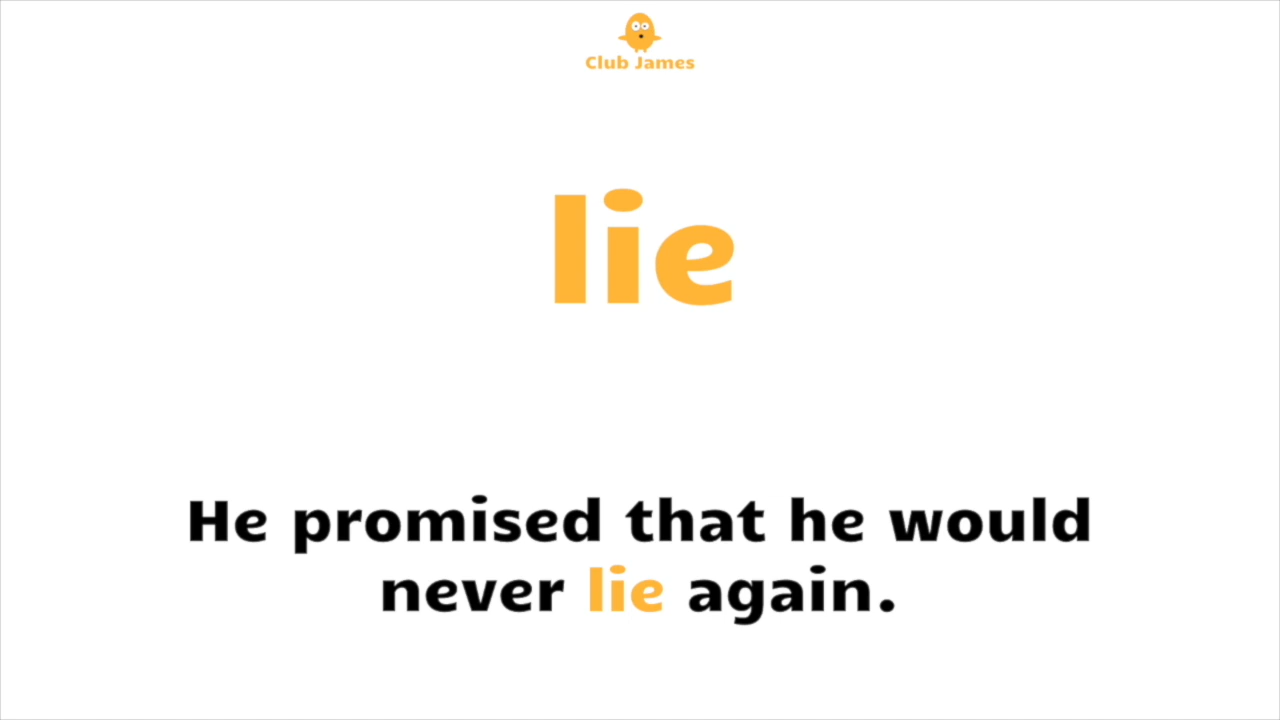 Club James
lie
He promised that he would
never lie again.